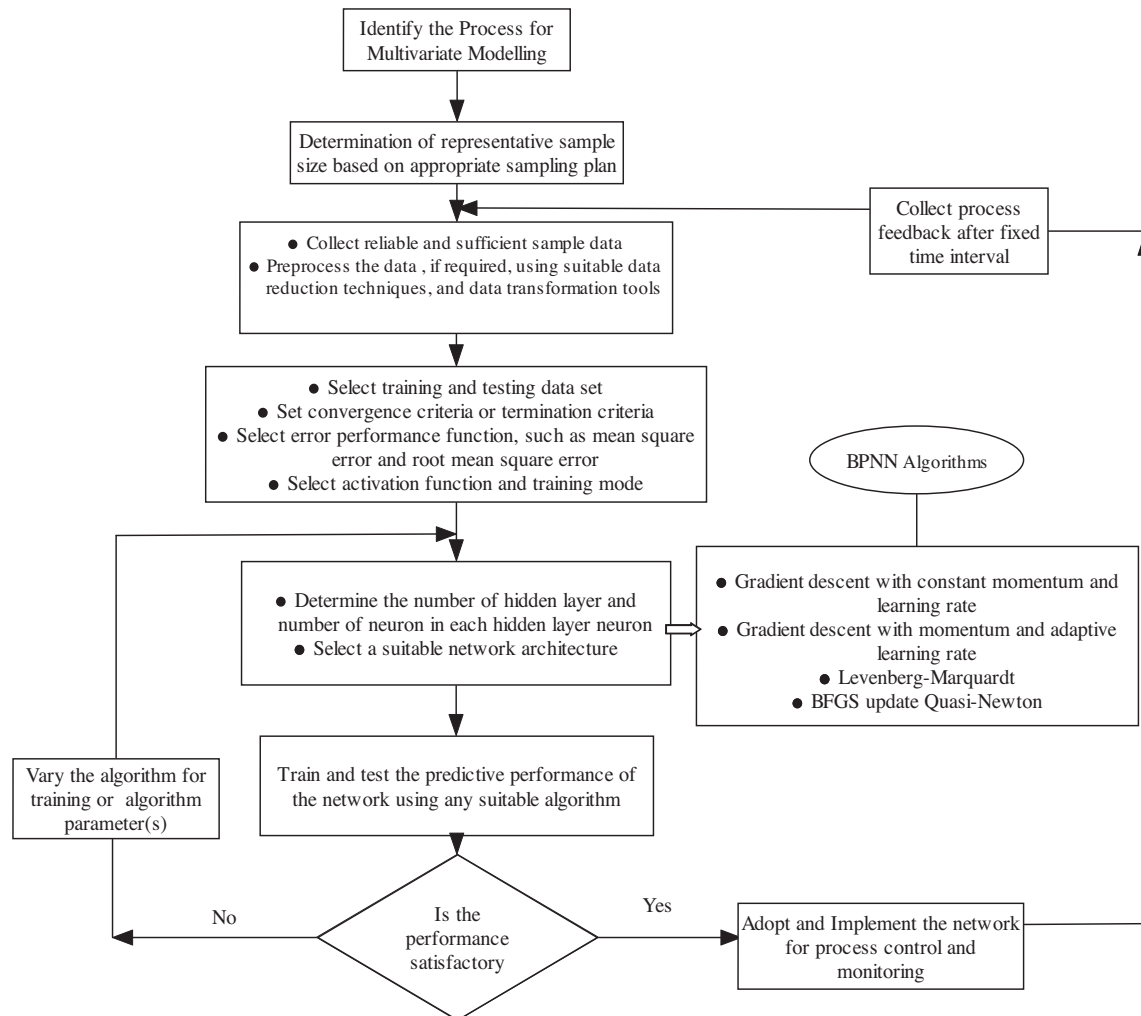 Identify the Process for
Multivariate Modelling
Determination of representative sample
size based on appropriate sampling plan
Collect process
feedback after fixed
time interval
● Collect reliable and sufficient sample data
● Preprocess the data , if required, using suitable data
reduction techniques, and data transformation tools
● Select training and testing data set
● Set convergence criteria or termination criteria
● Select error performance function, such as mean square
error and root mean square error
● Select activation function and training mode
BPNN Algorithms
● Determine the number of hidden layer and
number of neuron in each hidden layer neuron
● Select a suitable network architecture
● Gradient descent with constant momentum and
learning rate
● Gradient descent with momentum and adaptive
learning rate
● Levenberg-Marquardt
● BFGS update Quasi-Newton
Vary the algorithm for
training or algorithm
parameter(s)
Train and test the predictive performance of
the network using any suitable algorithm
No
Is the
performance
satisfactory
Yes
Adopt and Implement the network
for process control and
monitoring